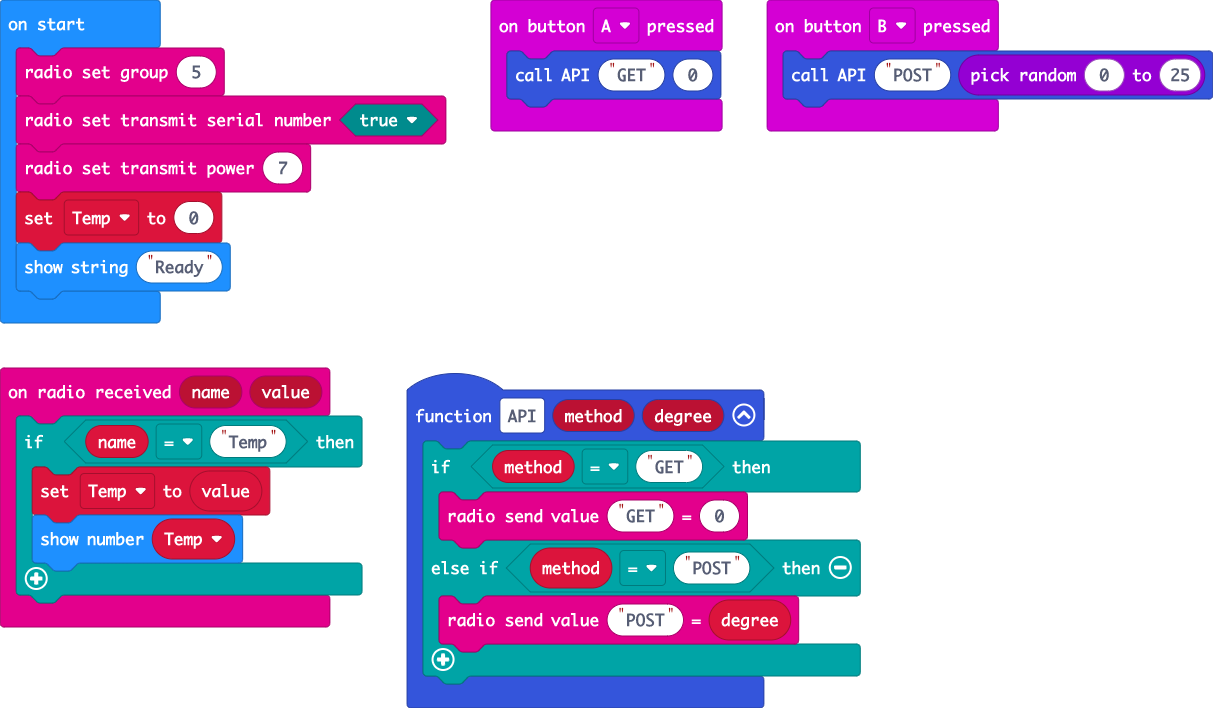 on start
radio set group 5
radio set transmit serial number true
radio set transmit power 7
set Temp to 0
show string "Ready"
on button A pressed
call API "GET" 0
on button B pressed
call API "POST" pick random 0 to 25
on radio received name value
if name = "Temp" then
set Temp to value
show number Temp
function API method degree
if method = "GET" then
radio send value "GET" = 0
else if method = "POST" then
radio send value "POST" = degree